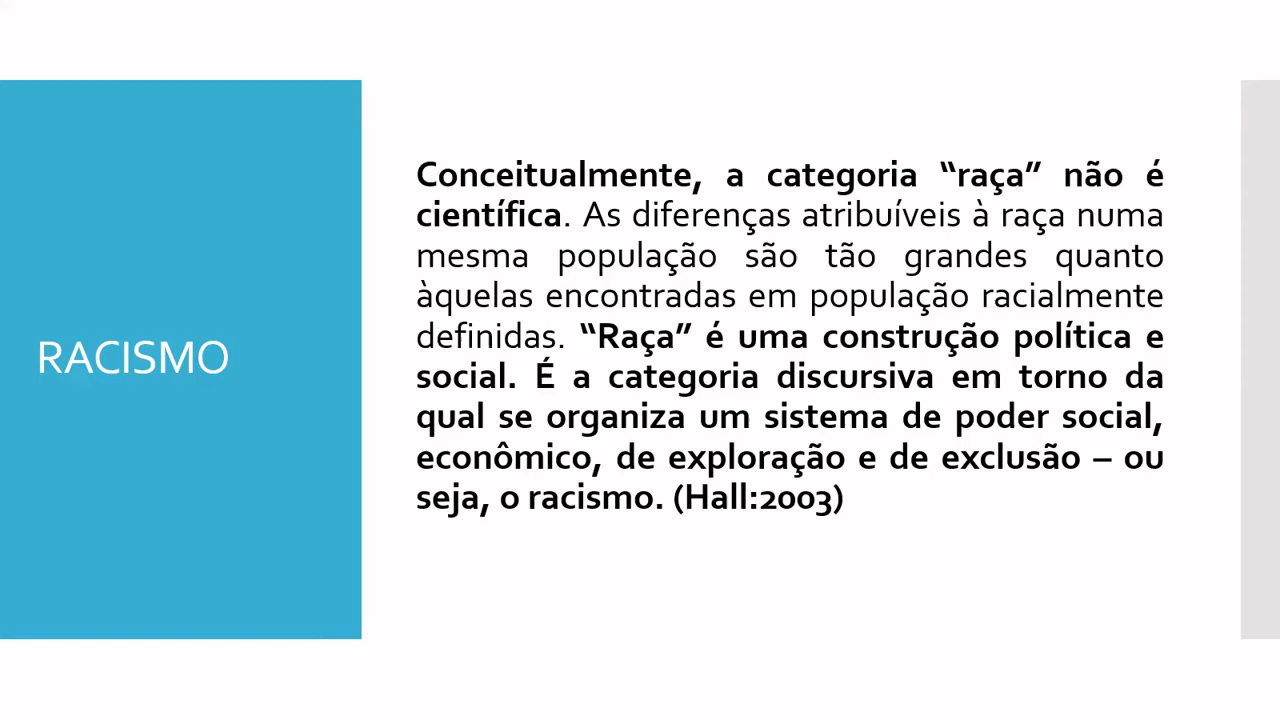 RACISMO
Conceitualmente, a categoria “raça” não é
científica. As diferenças atribuíveis à raça numa
mesma população são tão grandes quanto
àquelas encontradas em população racialmente
definidas. “Raça” é uma construção política e
social. É a categoria discursiva em torno da
qual se organiza um sistema de poder social,
econômico, de exploração e de exclusão – ou
seja, o racismo. (Hall:2003)